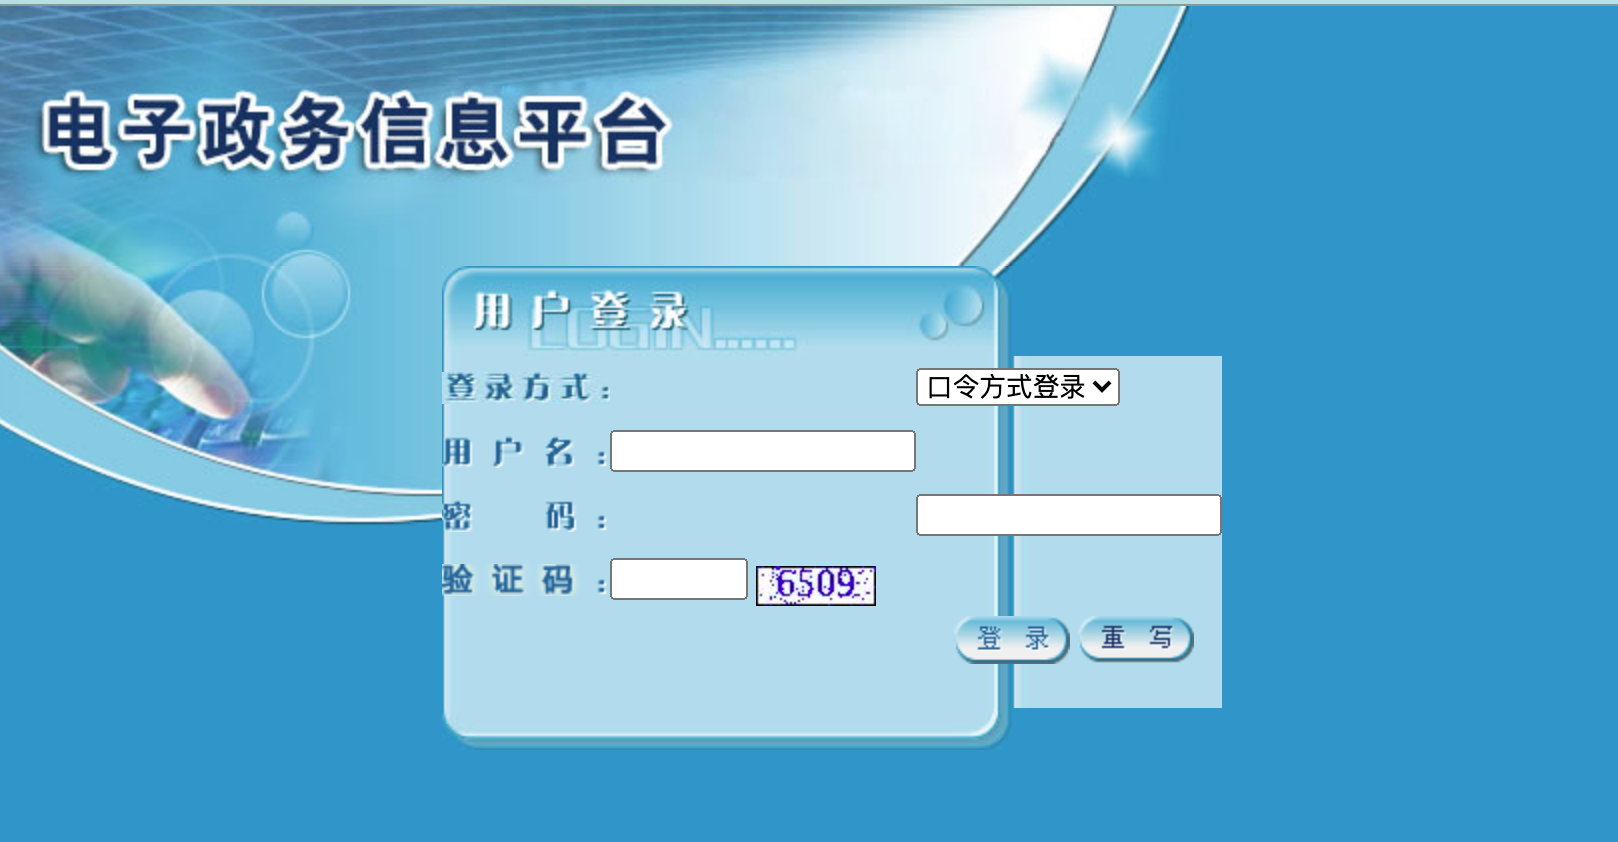 电子政务信息平台
用户登录
LOGIN......
登录方式：
口令方式登录
用户名：
密码：
验证码：
6509
登录 重写